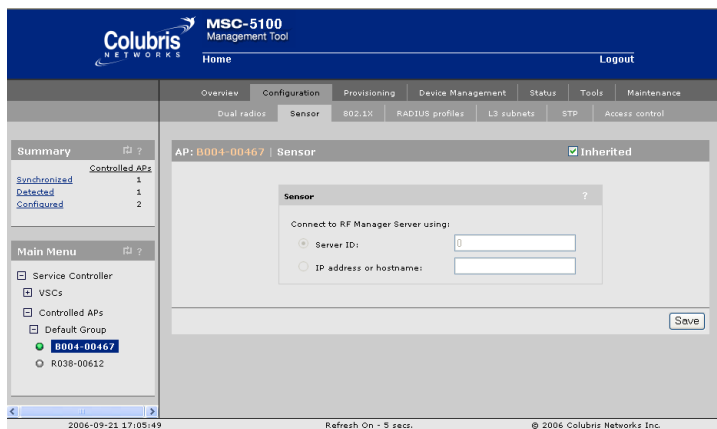 Colubris
NETWORKS
MSC-5100
Management Tool
Home
Logout
Overview Configuration Provisioning Device Management Status Tools Maintenance
Dual radios Sensor 802.1X RADIUS profiles L3 subnets STP Access control
Summary ?
Controlled APs
Synchronized 1
Detected 1
Configured 2
Main Menu ?
Service Controller
VSCs
Controlled APs
Default Group
B004-00467
R038-00612
AP: B004-00467 | Sensor
Inherited
Sensor ?
Connect to RF Manager Server using:
Server ID: 0
IP address or hostname:
Save
2006-09-21 17:05:49
Refresh On - 5 secs.
© 2006 Colubris Networks Inc.